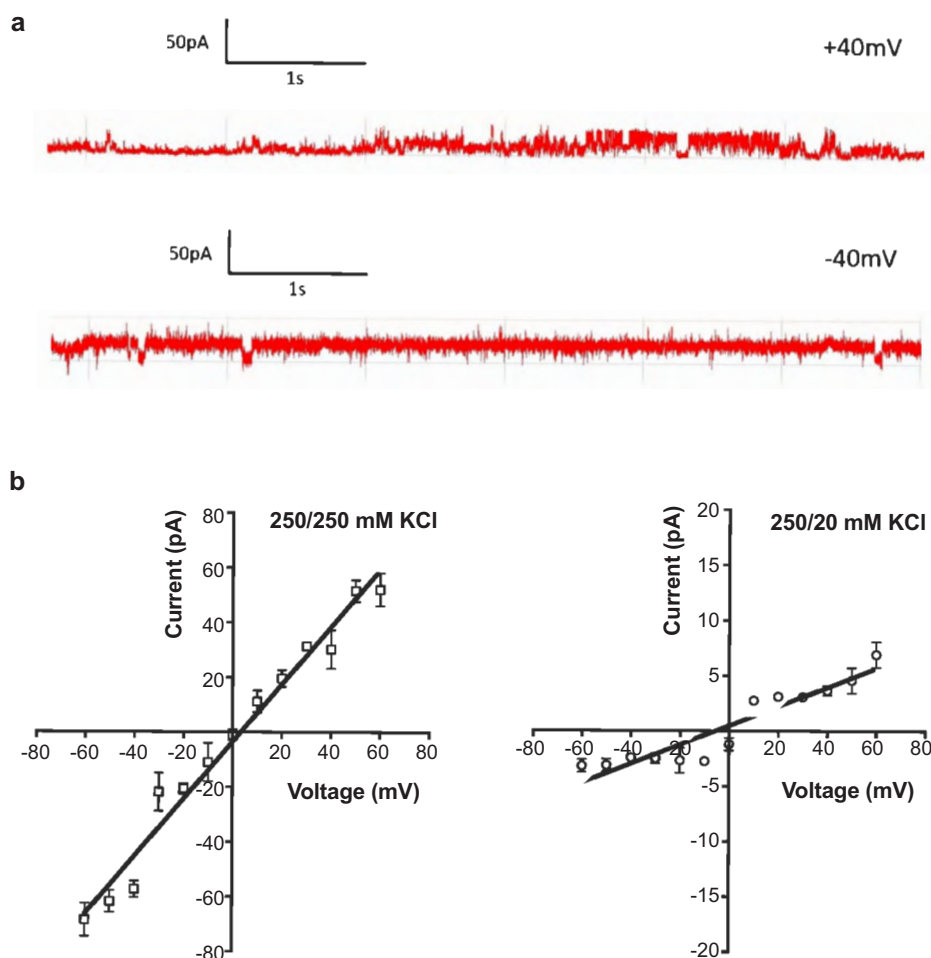 a
50pA
1s
+40mV
50pA
1s
-40mV
b
250/250 mM KCl
Current (pA)
80
60
40
20
-80 -60 -40 -20 20 40 60 80
-20
-40
-60
-80
Voltage (mV)
250/20 mM KCl
Current (pA)
20
15
10
5
-80 -60 -40 -20 20 40 60 80
-5
-10
-15
-20
Voltage (mV)